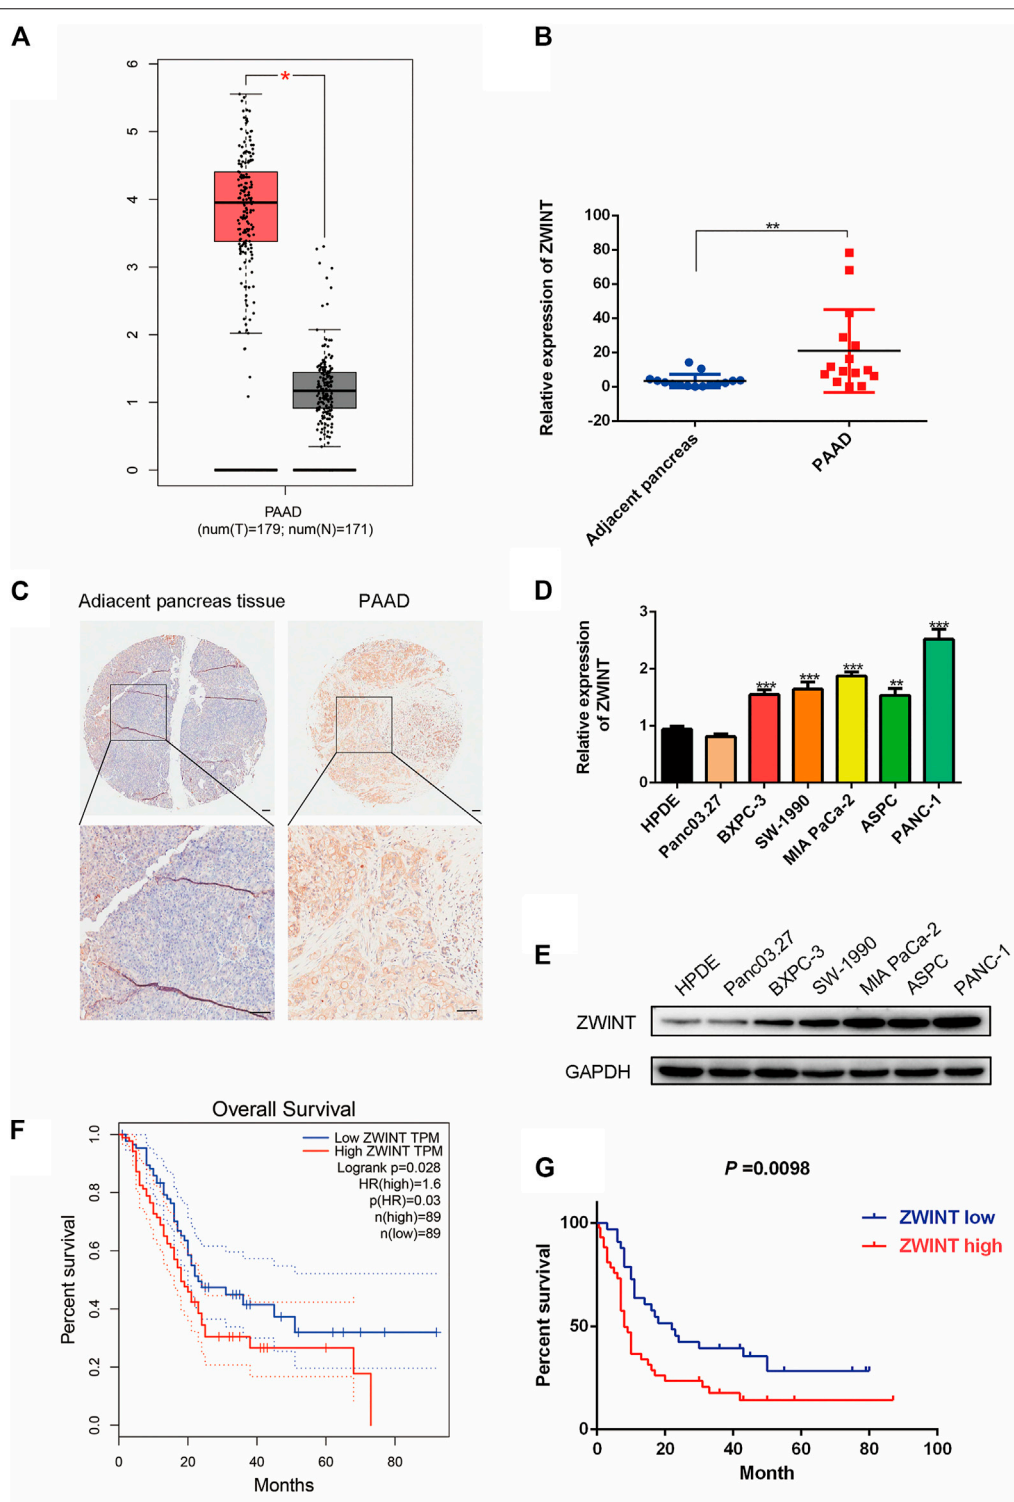 A
6
5
4
3
2
1
0
*
PAAD
(num(T)=179; num(N)=171)
B
Relative expression of ZWINT
100
80
60
40
20
0
-20
**
Adjacent pancreas
PAAD
C
Adiacent pancreas tissue
PAAD
D
Relative expression
of ZWINT
3
2
1
0
***
***
***
**
***
HPDE
Panc03.27
BXPC-3
SW-1990
MIA PaCa-2
ASPC
PANC-1
E
HPDE
Panc03.27
BXPC-3
SW-1990
MIA PaCa-2
ASPC
PANC-1
ZWINT
GAPDH
F
Overall Survival
Low ZWINT TPM
High ZWINT TPM
Logrank p=0.028
HR(high)=1.6
p(HR)=0.03
n(high)=89
n(low)=89
Percent survival
1.0
0.8
0.6
0.4
0.2
0.0
0 20 40 60 80
Months
G
P =0.0098
ZWINT low
ZWINT high
Percent survival
100
50
0
0 20 40 60 80 100
Month